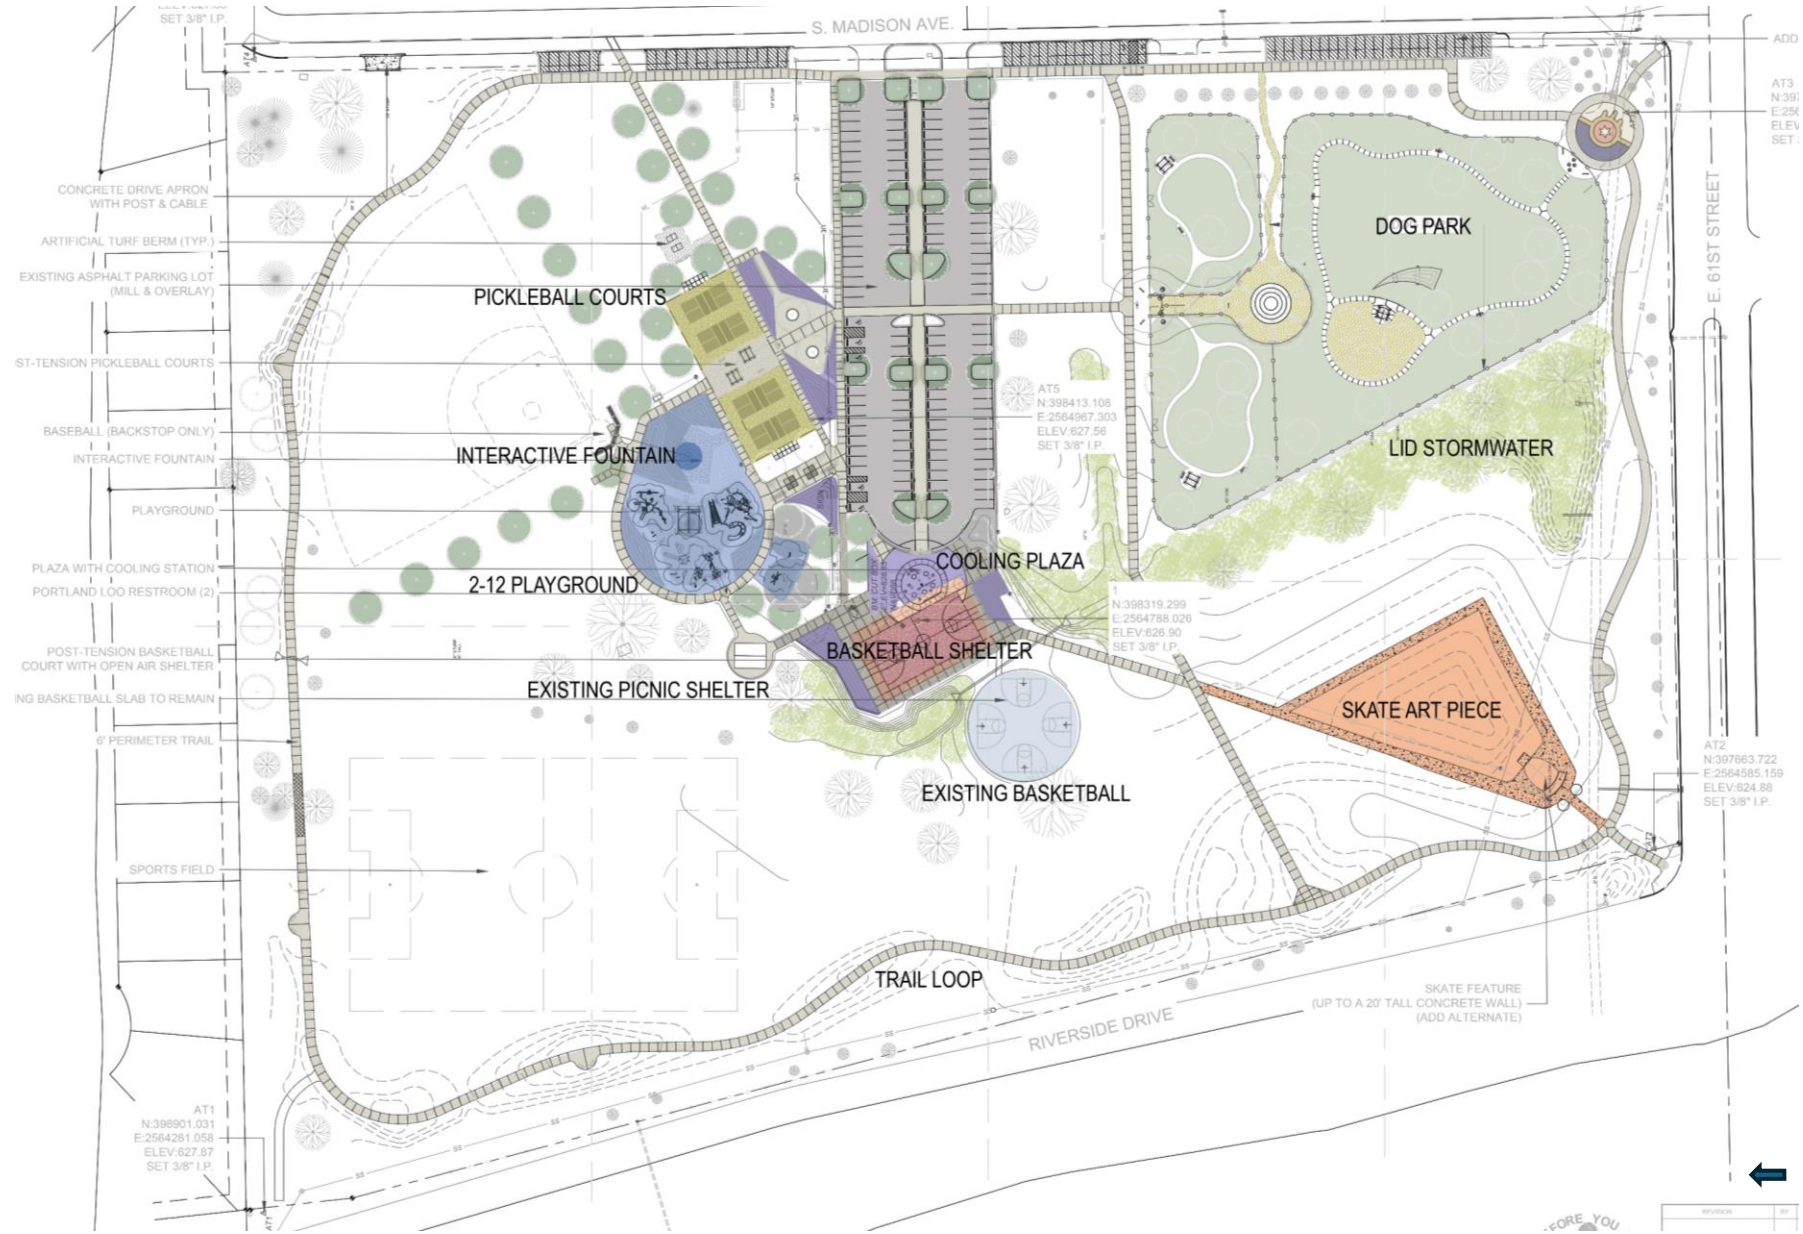 SET 3/8" I.P.
S. MADISON AVE.
ADD
AT3
CONCRETE DRIVE APRON
WITH POST & CABLE
ARTIFICIAL TURF BERM (TYP.)
EXISTING ASPHALT PARKING LOT
(MILL & OVERLAY)
ST-TENSION PICKLEBALL COURTS
BASEBALL (BACKSTOP ONLY)
INTERACTIVE FOUNTAIN
PLAYGROUND
PLAZA WITH COOLING STATION
PORTLAND LOO RESTROOM (2)
POST-TENSION BASKETBALL
COURT WITH OPEN AIR SHELTER
NG BASKETBALL SLAB TO REMAIN
6' PERIMETER TRAIL
SPORTS FIELD
AT1
N:398901.031
E:2564261.058
ELEV:627.87
SET 3/8" I.P.
PICKLEBALL COURTS
INTERACTIVE FOUNTAIN
2-12 PLAYGROUND
EXISTING PICNIC SHELTER
COOLING PLAZA
BASKETBALL SHELTER
EXISTING BASKETBALL
AT5
N:398413.108
E:2564967.303
ELEV:627.56
SET 3/8" I.P.
1
N:398319.299
E:2564788.026
ELEV:626.90
SET 3/8" I.P.
DOG PARK
LID STORMWATER
SKATE ART PIECE
E. 61ST STREET
AT2
N:397663.722
E:2564585.159
ELEV:624.88
SET 3/8" I.P.
TRAIL LOOP
RIVERSIDE DRIVE
SKATE FEATURE
(UP TO A 20' TALL CONCRETE WALL)
(ADD ALTERNATE)
EFORE YOU
REVISION
BY